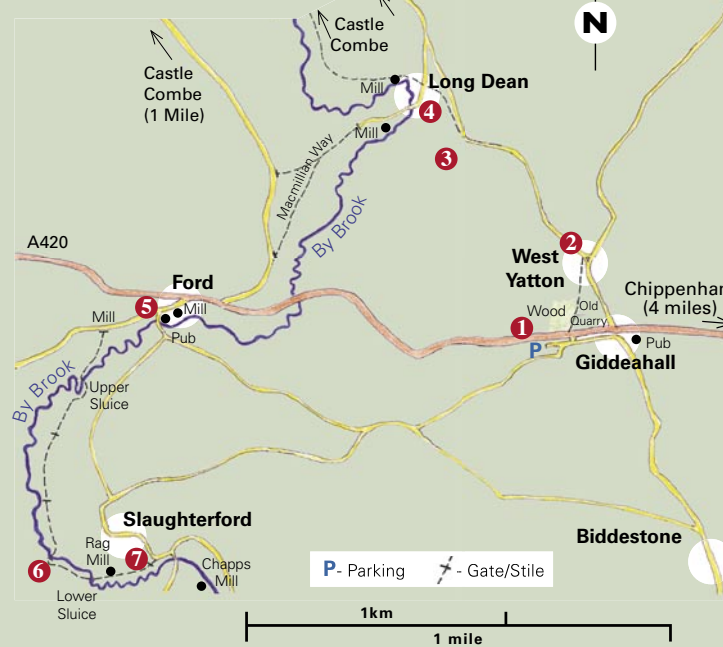 Castle
Combe
N
Castle
Combe
(1 Mile)
Mill
Long Dean
4
Mill
3
Macmillian Way
By Brook
2
West
Yatton
A420
Ford
Chippenham
(4 miles)
5
Mill
Mill
Pub
Wood
Old
Quarry
1
P
Pub
Giddeahall
By Brook
Upper
Sluice
Slaughterford
Biddestone
Rag
Mill
7
6
Chapps
Mill
Lower
Sluice
P- Parking
- Gate/Stile
1km
1 mile